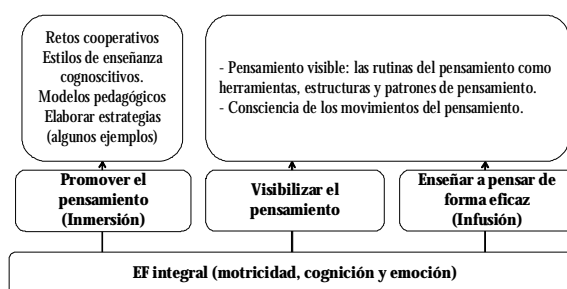 Retos cooperativos
Estilos de enseñanza
cognoscitivos.
Modelos pedagógicos
Elaborar estrategias
(algunos ejemplos)
- Pensamiento visible: las rutinas del pensamiento como
herramientas, estructuras y patrones de pensamiento.
- Consciencia de los movimientos del pensamiento.
Promover el
pensamiento
(Inmersión)
Visibilizar el
pensamiento
Enseñar a pensar de
forma eficaz
(Infusión)
EF integral (motricidad, cognición y emoción)